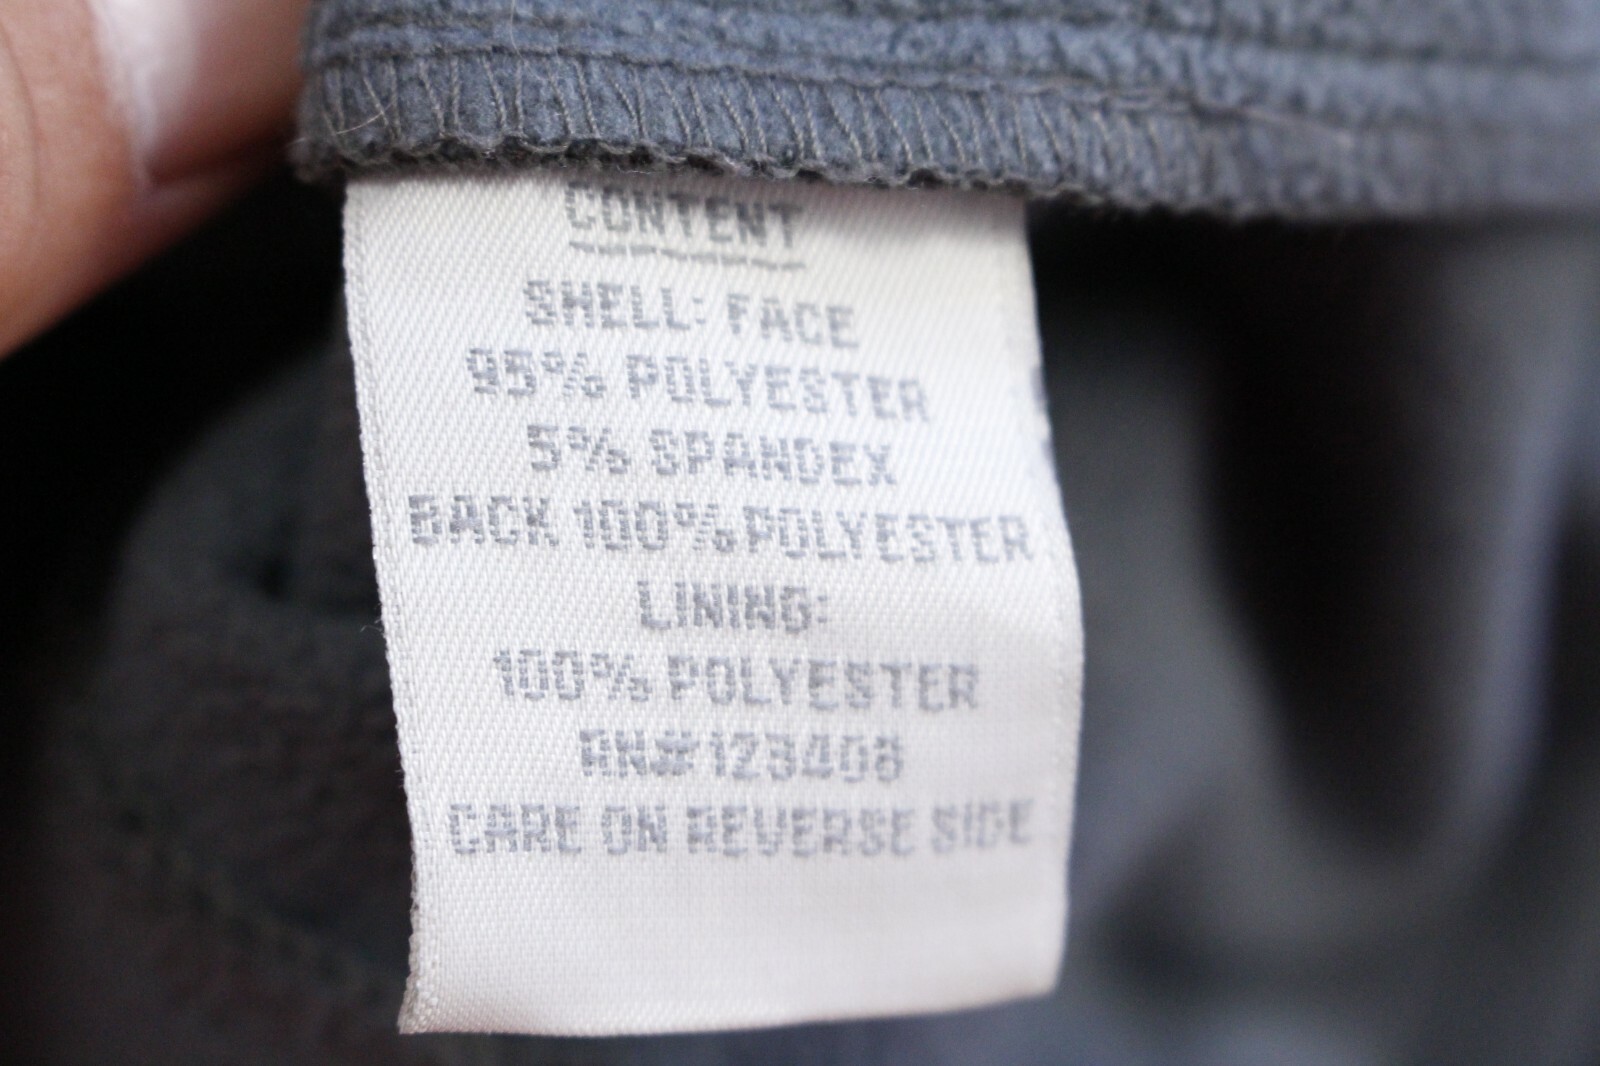 CONTENT
SHELL: FACE
95% POLYESTER
5% SPANDEX
BACK 100% POLYESTER
LINING:
100% POLYESTER
RN#123408
CARE ON REVERSE SIDE